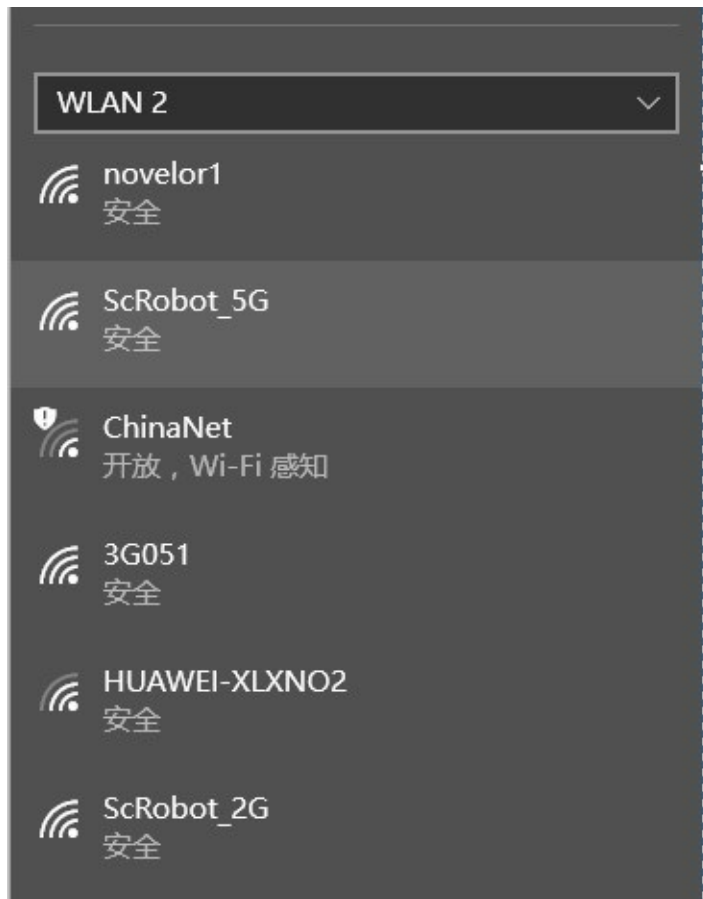 WLAN 2
novelor1
安全
ScRobot_5G
安全
ChinaNet
开放，Wi-Fi 感知
3G051
安全
HUAWEI-XLXNO2
安全
ScRobot_2G
安全